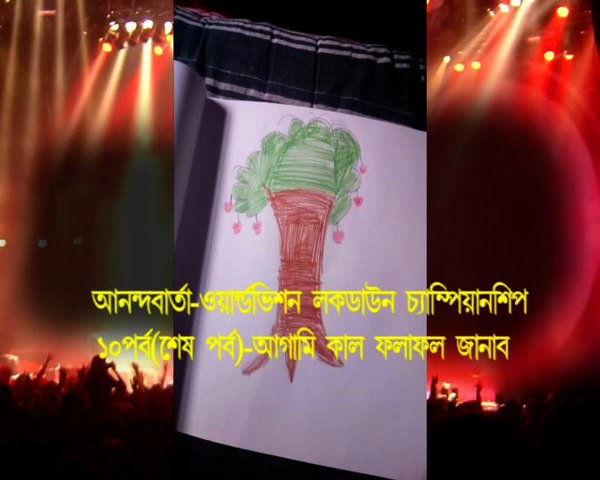 আনন্দবার্তা-ওয়ার্ল্ডভিশন লকডাউন চ্যাম্পিয়ানশিপ
১০পর্ব(শেষ পর্ব)-আগামি কাল ফলাফল জানাব